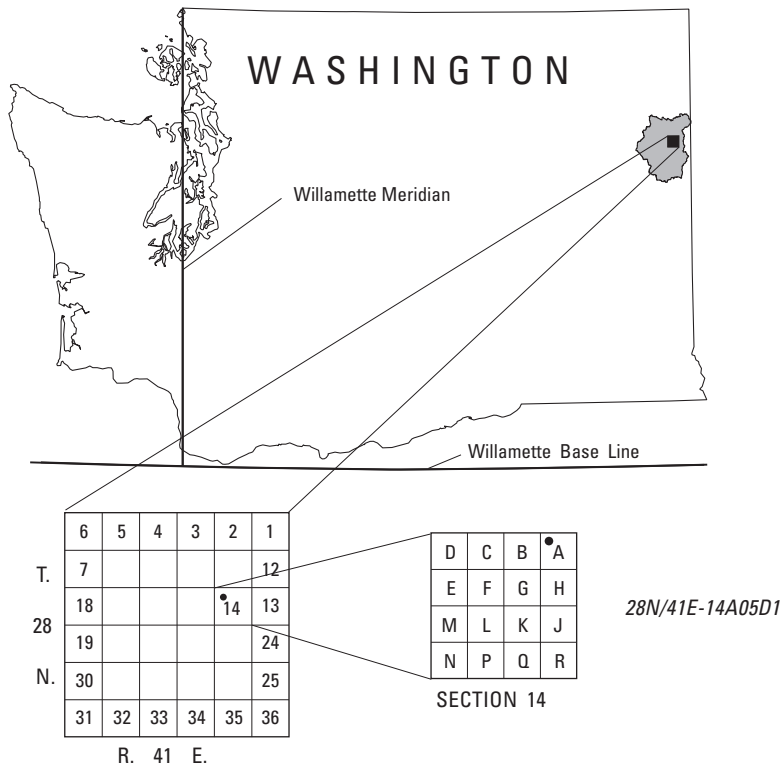 WASHINGTON
Willamette Meridian
Willamette Base Line
6 5 4 3 2 1
T. 7 12
18 14 13
28
19 24
N. 30 25
31 32 33 34 35 36
R. 41 E.
D C B A
E F G H
M L K J
N P Q R
SECTION 14
28N/41E-14A05D1